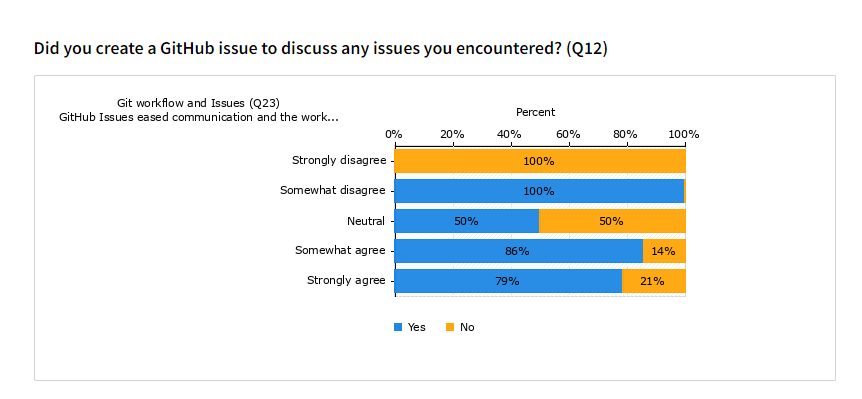 Did you create a GitHub issue to discuss any issues you encountered? (Q12)
Git workflow and Issues (Q23)
GitHub Issues eased communication and the work...
Percent
0% 20% 40% 60% 80% 100%
Strongly disagree 100%
Somewhat disagree 100%
Neutral 50% 50%
Somewhat agree 86% 14%
Strongly agree 79% 21%
Yes No